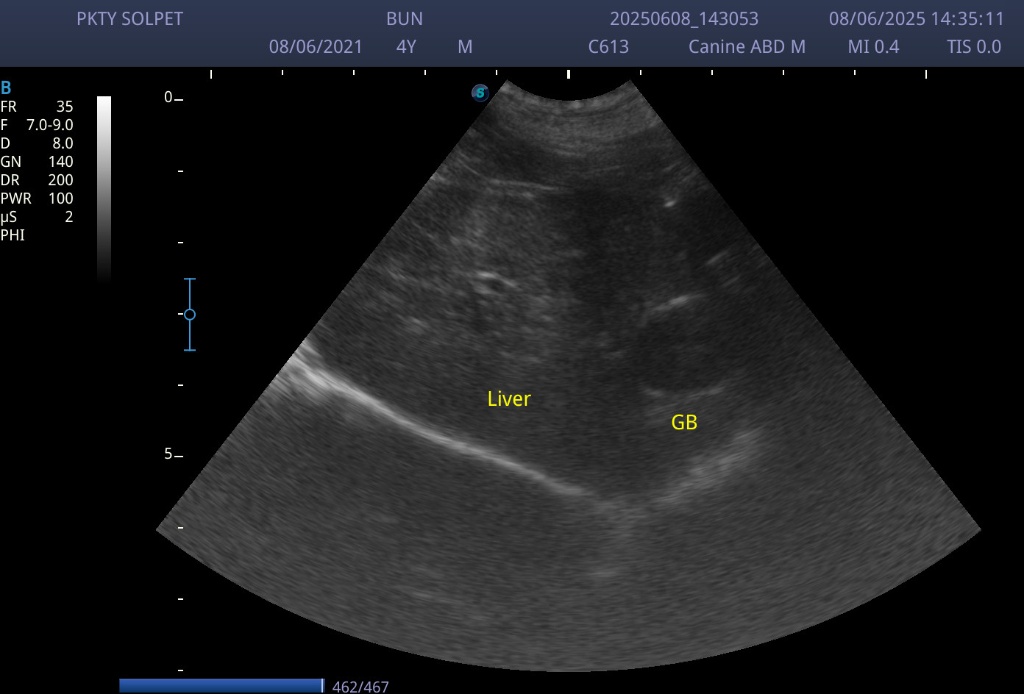 PKTY SOLPET BUN 20250608_143053 08/06/2025 14:35:11
08/06/2021 4Y M C613 Canine ABD M MI 0.4 TIS 0.0
B
FR 35
F 7.0-9.0
D 8.0
GN 140
DR 200
PWR 100
µS 2
PHI
0
S
Liver
GB
5
462/467